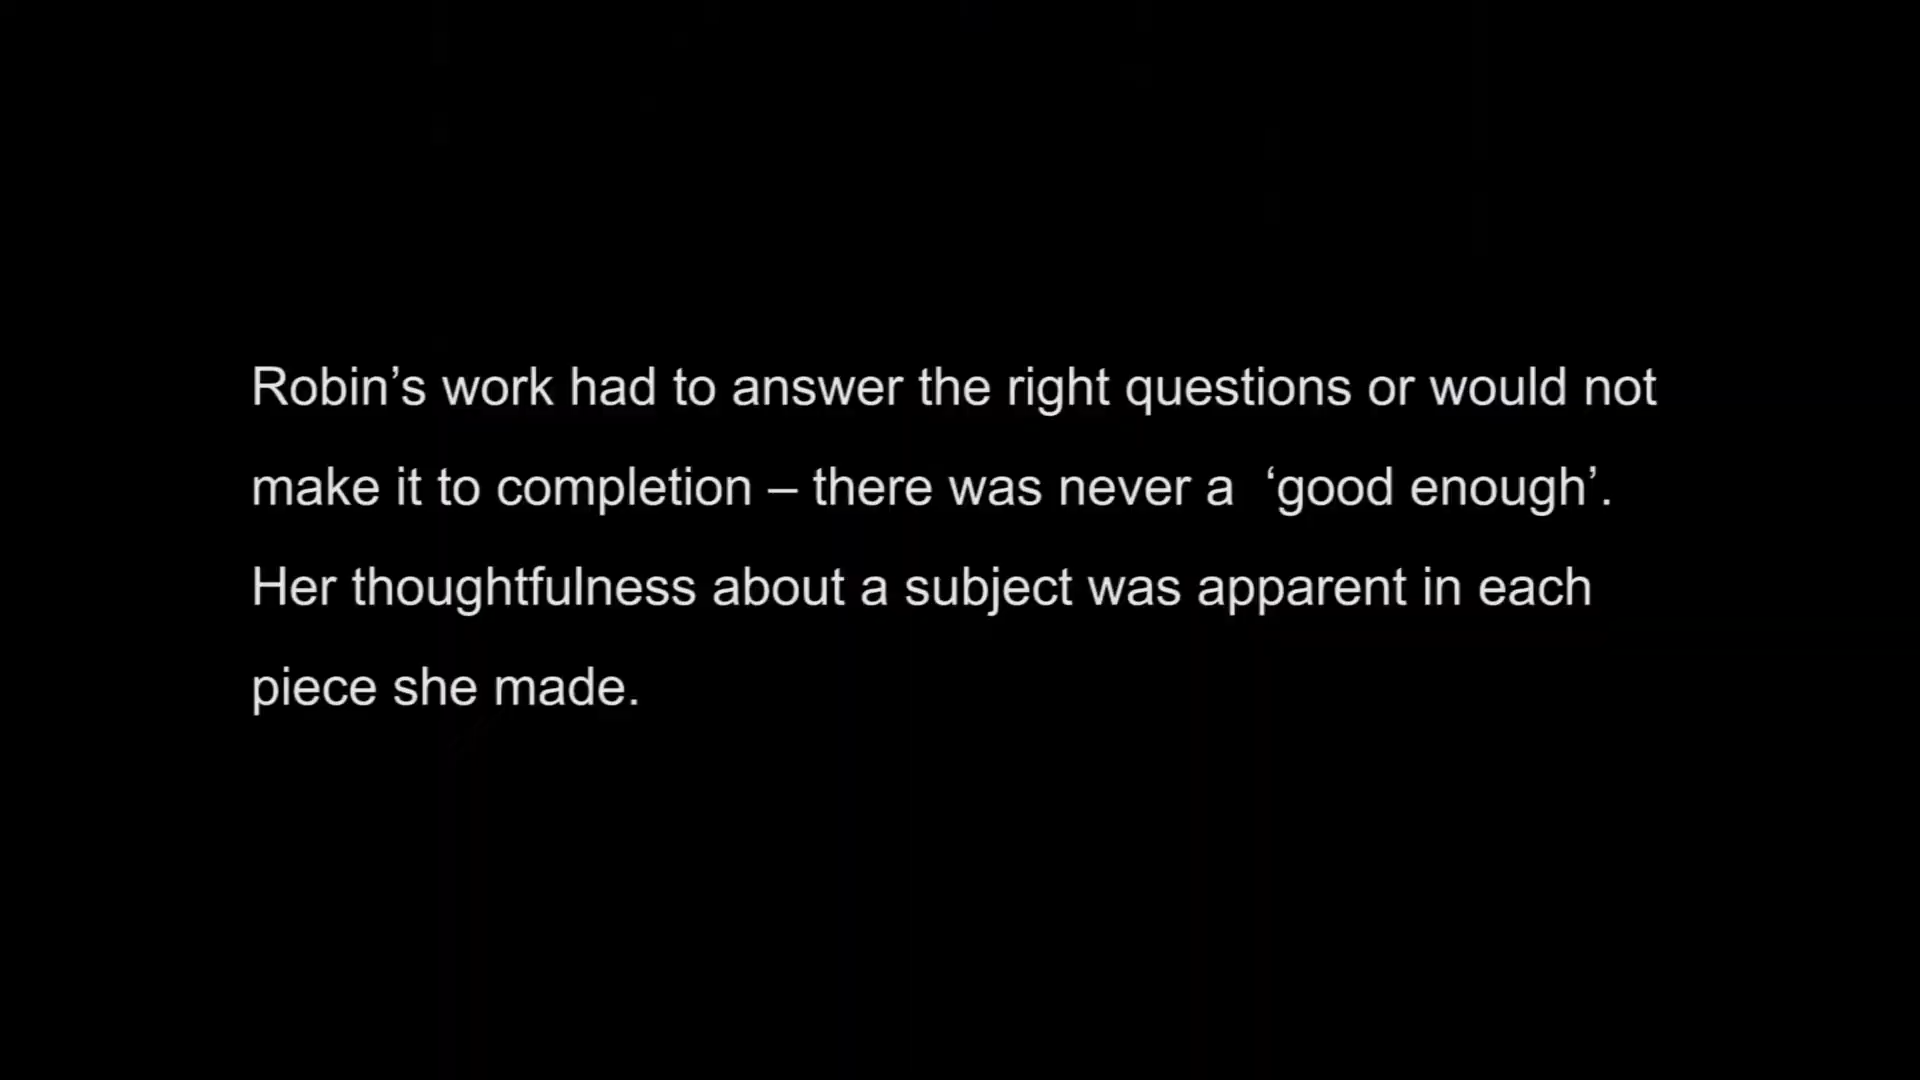 Robin’s work had to answer the right questions or would not
make it to completion – there was never a  ‘good enough’.
Her thoughtfulness about a subject was apparent in each
piece she made.